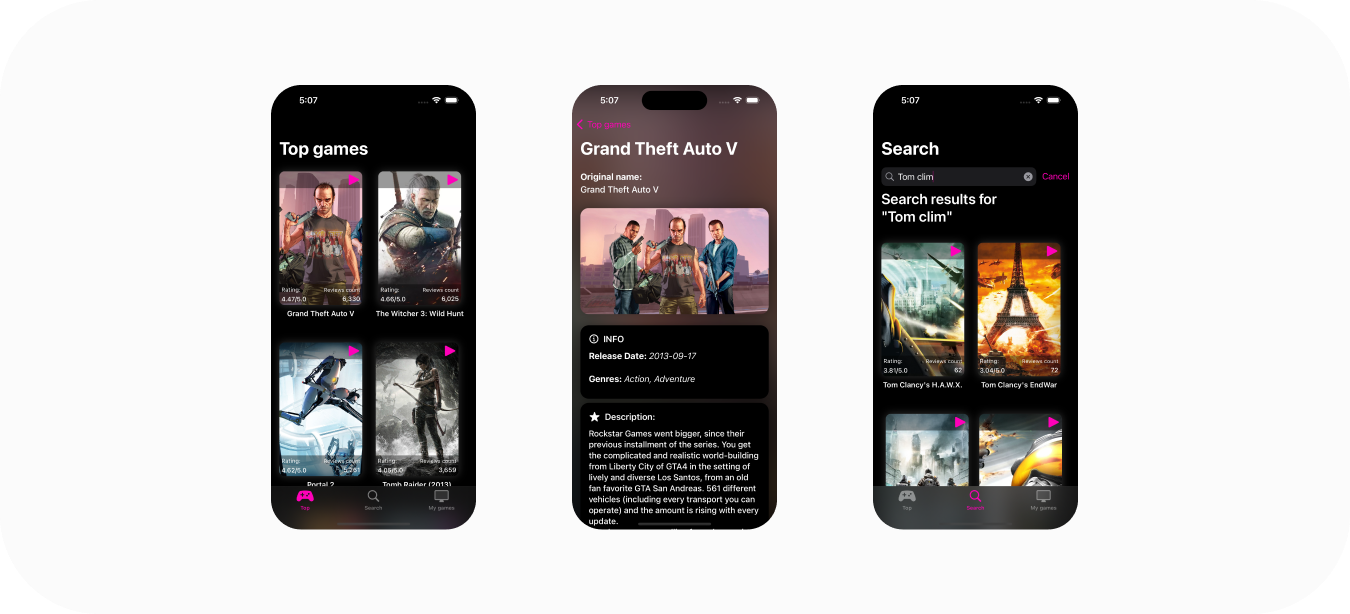 5:07
Top games
Rating:
Reviews count
4.47/5.0
6,330
Grand Theft Auto V
Rating:
Reviews count
4.66/5.0
6,025
The Witcher 3: Wild Hunt
Rating:
Reviews count
4.62/5.0
5,261
Portal 2
Rating:
Reviews count
4.05/5.0
3,659
Tomb Raider (2013)
Top
Search
My games
5:07
Top games
Grand Theft Auto V
Original name:
Grand Theft Auto V
INFO
Release Date: 2013-09-17
Genres: Action, Adventure
Description:
Rockstar Games went bigger, since their
previous installment of the series. You get
the complicated and realistic world-building
from Liberty City of GTA4 in the setting of
lively and diverse Los Santos, from an old
fan favorite GTA San Andreas. 561 different
vehicles (including every transport you can
operate) and the amount is rising with every
update.
5:07
Search
Tom clim
Cancel
Search results for
"Tom clim"
Rating:
Reviews count
3.81/5.0
62
Tom Clancy's H.A.W.X.
Rating:
Reviews count
3.04/5.0
72
Tom Clancy's EndWar
Top
Search
My games